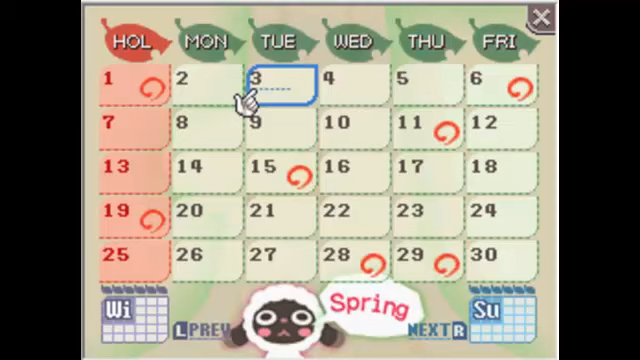 HOL MON TUE WED THU FRI
1 2 3 4 5 6
7 8 9 10 11 12
13 14 15 16 17 18
19 20 21 22 23 24
25 26 27 28 29 30
Wi L PREV Spring NEXT R Su